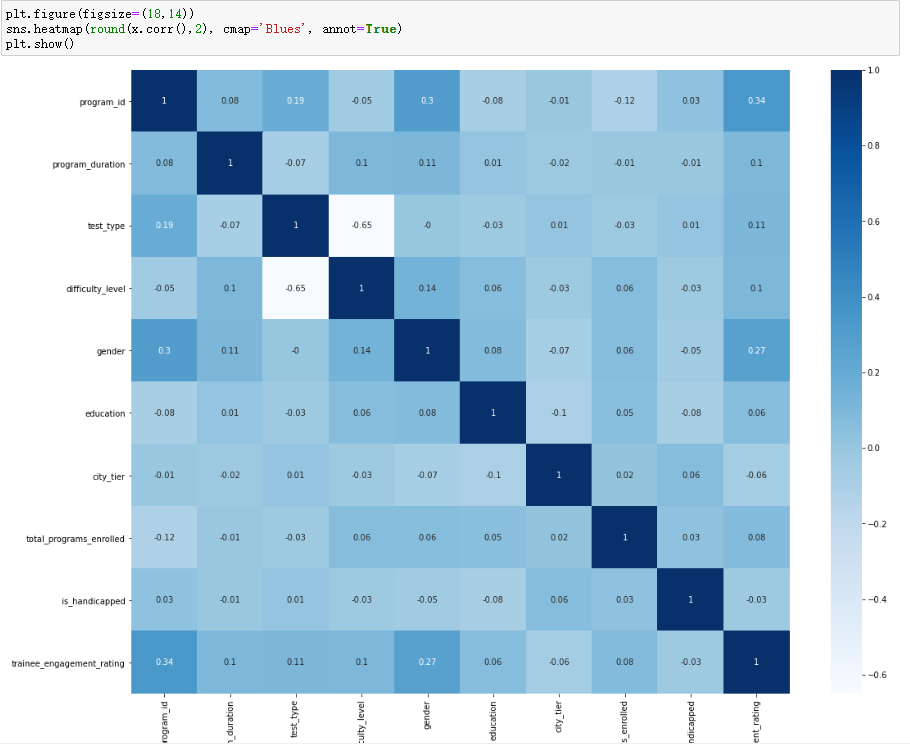 plt.figure(figsize=(18,14))
sns.heatmap(round(x.corr(),2), cmap='Blues', annot=True)
plt.show()
program_id 1 0.08 0.19 -0.05 0.3 -0.08 -0.01 -0.12 0.03 0.34
program_duration 0.08 1 -0.07 0.1 0.11 0.01 -0.02 -0.01 -0.01 0.1
test_type 0.19 -0.07 1 -0.65 -0 -0.03 0.01 -0.03 0.01 0.11
difficulty_level -0.05 0.1 -0.65 1 0.14 0.06 -0.03 0.06 -0.03 0.1
gender 0.3 0.11 -0 0.14 1 0.08 -0.07 0.06 -0.05 0.27
education -0.08 0.01 -0.03 0.06 0.08 1 -0.1 0.05 -0.08 0.06
city_tier -0.01 -0.02 0.01 -0.03 -0.07 -0.1 1 0.02 0.06 -0.06
total_programs_enrolled -0.12 -0.01 -0.03 0.06 0.06 0.05 0.02 1 0.03 0.08
is_handicapped 0.03 -0.01 0.01 -0.03 -0.05 -0.08 0.06 0.03 1 -0.03
trainee_engagement_rating 0.34 0.1 0.11 0.1 0.27 0.06 -0.06 0.08 -0.03 1
rogram_id
n_duration
test_type
culty_level
gender
education
city_tier
s_enrolled
ndicapped
ent_rating
1.0
0.8
0.6
0.4
0.2
0.0
-0.2
-0.4
-0.6